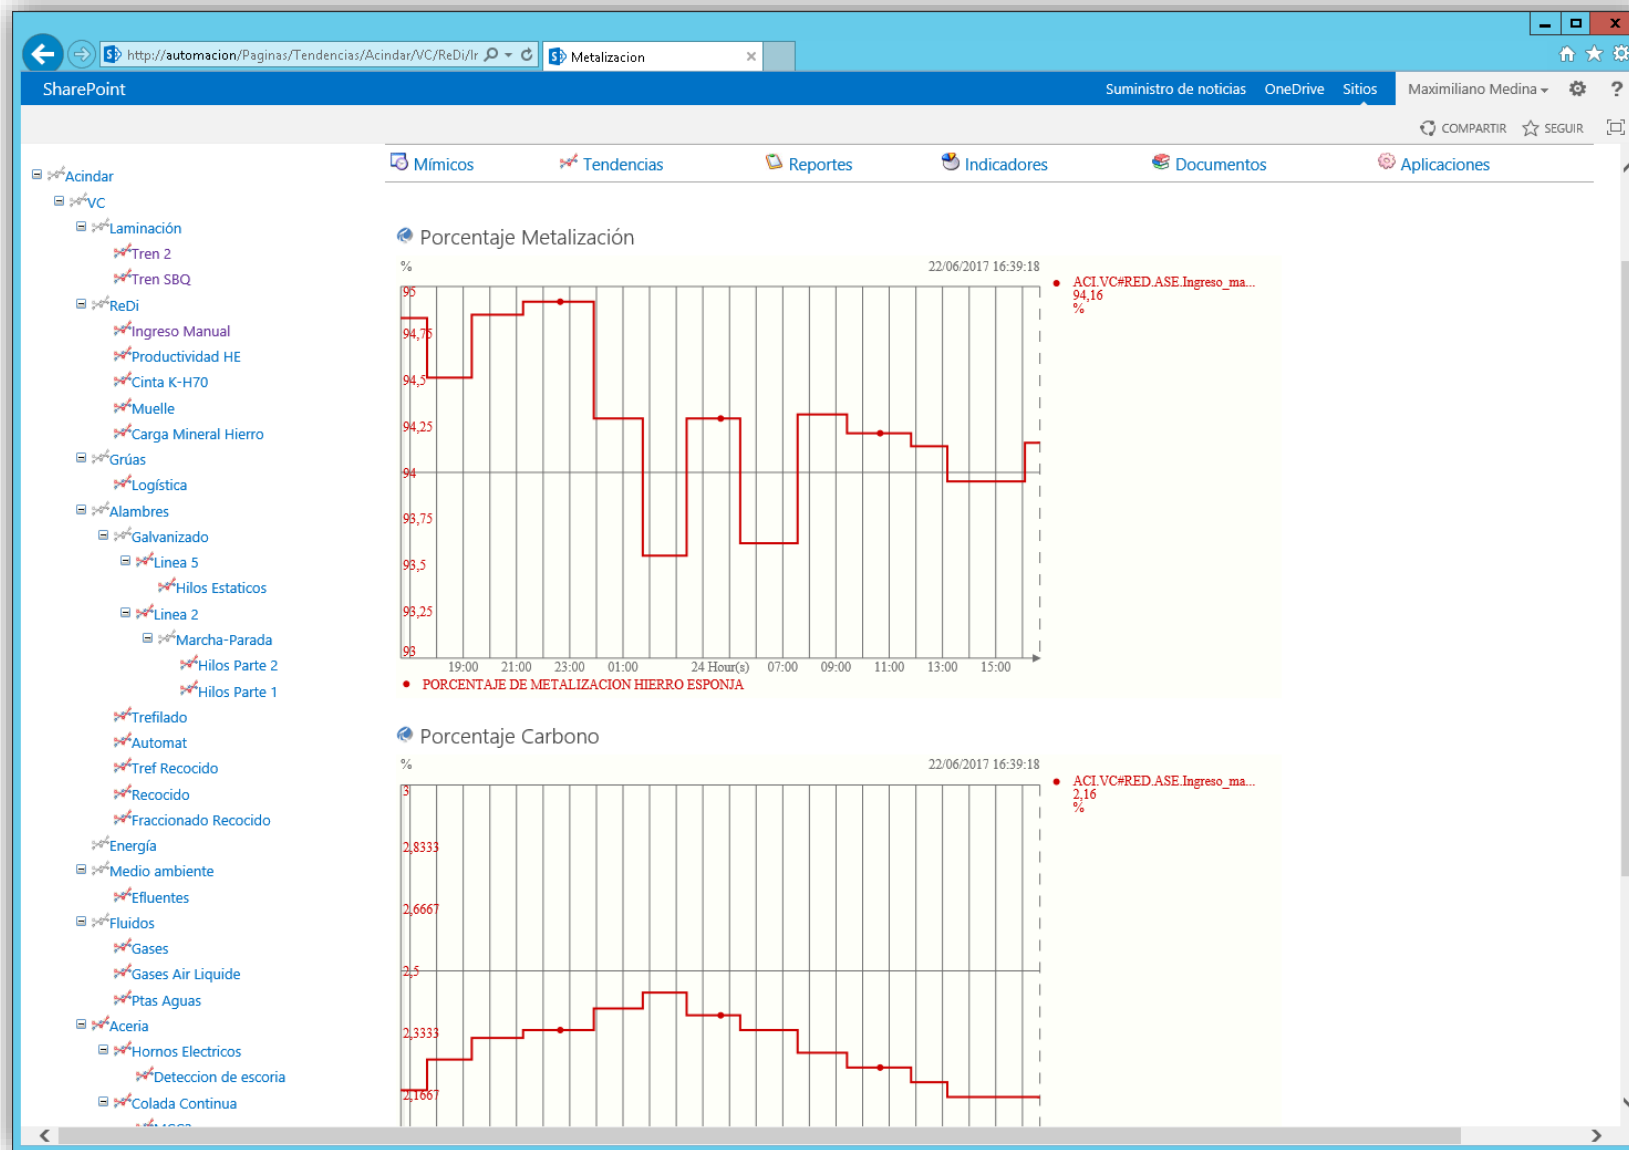 http://automacion/Paginas/Tendencias/Acindar/VC/ReDi/Ir
Metalizacion
SharePoint
Suministro de noticias OneDrive Sitios Maximiliano Medina ?
COMPARTIR SEGUIR
Acindar
VC
Laminación
Tren 2
Tren SBQ
ReDi
Ingreso Manual
Productividad HE
Cinta K-H70
Muelle
Carga Mineral Hierro
Grúas
Logística
Alambres
Galvanizado
Linea 5
Hilos Estaticos
Linea 2
Marcha-Parada
Hilos Parte 2
Hilos Parte 1
Trefilado
Automat
Tref Recocido
Recocido
Fraccionado Recocido
Energía
Medio ambiente
Efluentes
Fluidos
Gases
Gases Air Liquide
Ptas Aguas
Aceria
Hornos Electricos
Deteccion de escoria
Colada Continua
Mímicos Tendencias Reportes Indicadores Documentos Aplicaciones
Porcentaje Metalización
% 22/06/2017 16:39:18
ACI.VC#RED.ASE.Ingreso_ma...
94,16
%
95
94,75
94,5
94,25
94
93,75
93,5
93,25
93
19:00 21:00 23:00 01:00 24 Hour(s) 07:00 09:00 11:00 13:00 15:00
PORCENTAJE DE METALIZACION HIERRO ESPONJA
Porcentaje Carbono
% 22/06/2017 16:39:18
ACI.VC#RED.ASE.Ingreso_ma...
2,16
%
3
2,8333
2,6667
2,5
2,3333
2,1667